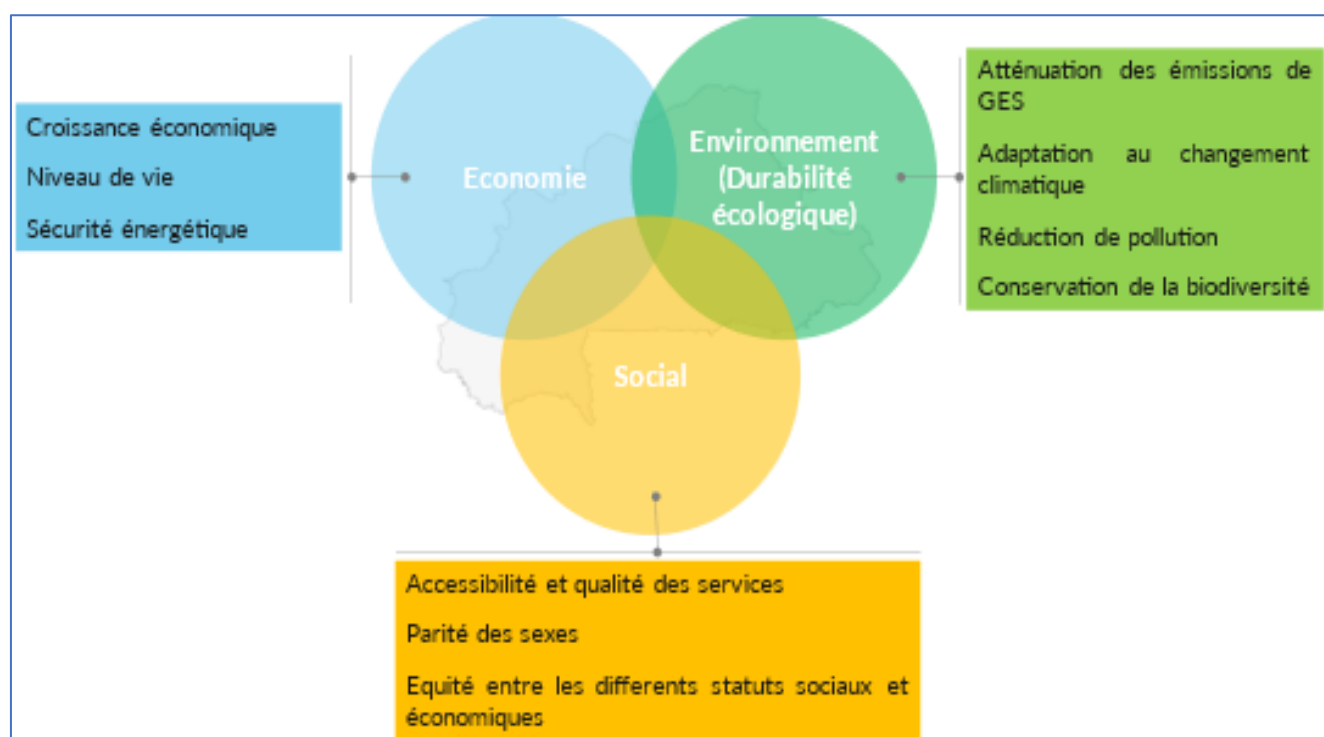 Croissance économique
Niveau de vie
Sécurité énergétique
Economie
Environnement
(Durabilité
écologique)
Atténuation des émissions de
GES
Adaptation au changement
climatique
Réduction de pollution
Conservation de la biodiversité
Social
Accessibilité et qualité des services
Parité des sexes
Equité entre les differents statuts sociaux et
économiques